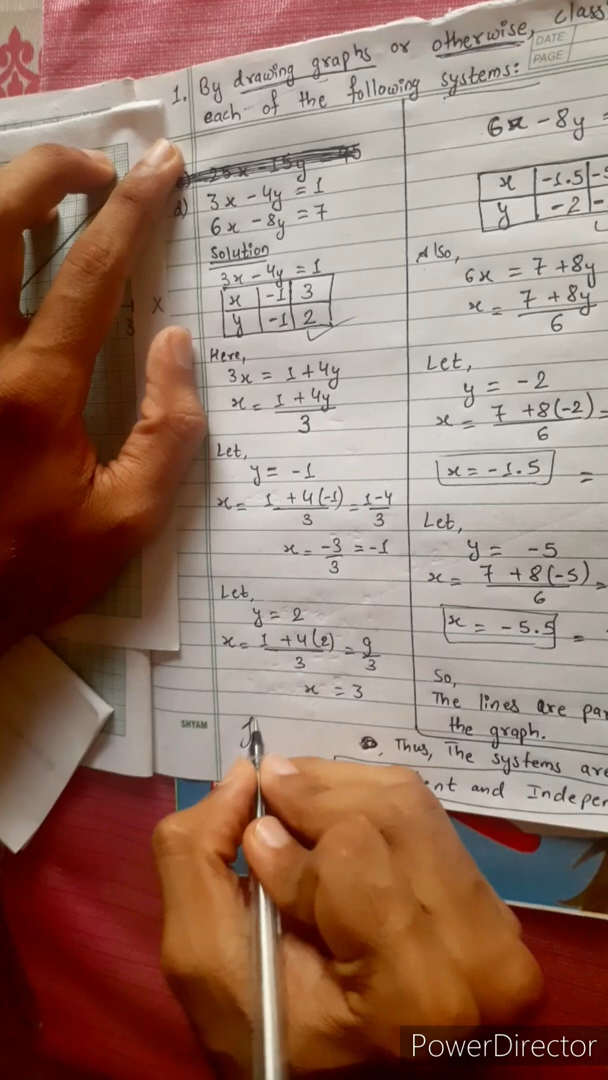 1. By drawing graphs or otherwise,
each of the following systems:
DATE:
PAGE
d) 3x - 4y = 1
6x - 8y = 7
Solution
3x - 4y = 1
x | -1 | 3
y | -1 | 2
Here,
3x = 1 + 4y
x = 1 + 4y / 3
Let,
y = -1
x = 1 + 4(-1) / 3 = 1-4 / 3
x = -3 / 3 = -1
Let,
y = 2
x = 1 + 4(2) / 3 = 9 / 3
x = 3
SHYAM
6x - 8y =
x | -1.5 |
y | -2 |
Also,
6x = 7 + 8y
x = 7 + 8y / 6
Let,
y = -2
x = 7 + 8(-2) / 6 =
x = -1.5 =
Let,
y = -5
x = 7 + 8(-5) / 6 =
x = -5.5 =
So,
The lines are
the graph.
Thus, The systems are
and
3 X
PowerDirector